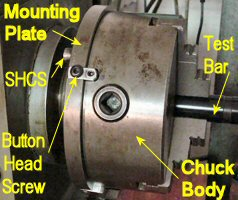 Mounting
Plate
SHCS
Button
Head
Screw
Test
Bar
Chuck
Body